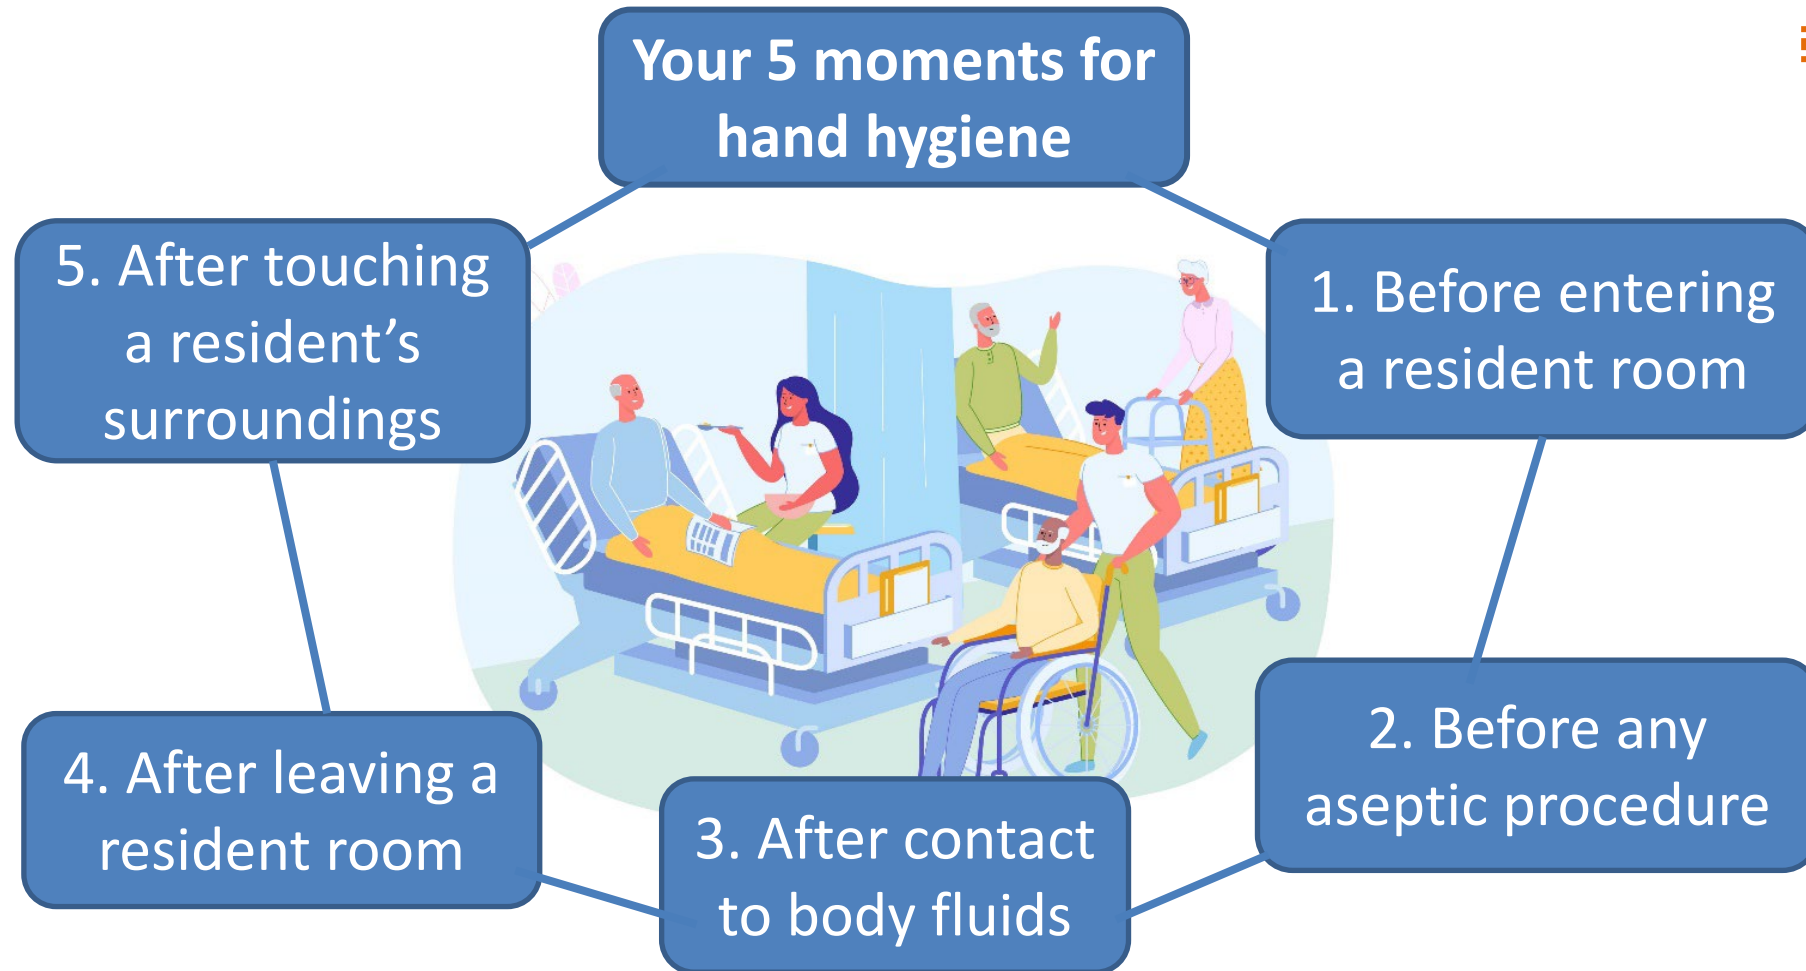 Your 5 moments for
hand hygiene
1. Before entering
a resident room
2. Before any
aseptic procedure
3. After contact
to body fluids
4. After leaving a
resident room
5. After touching
a resident’s
surroundings